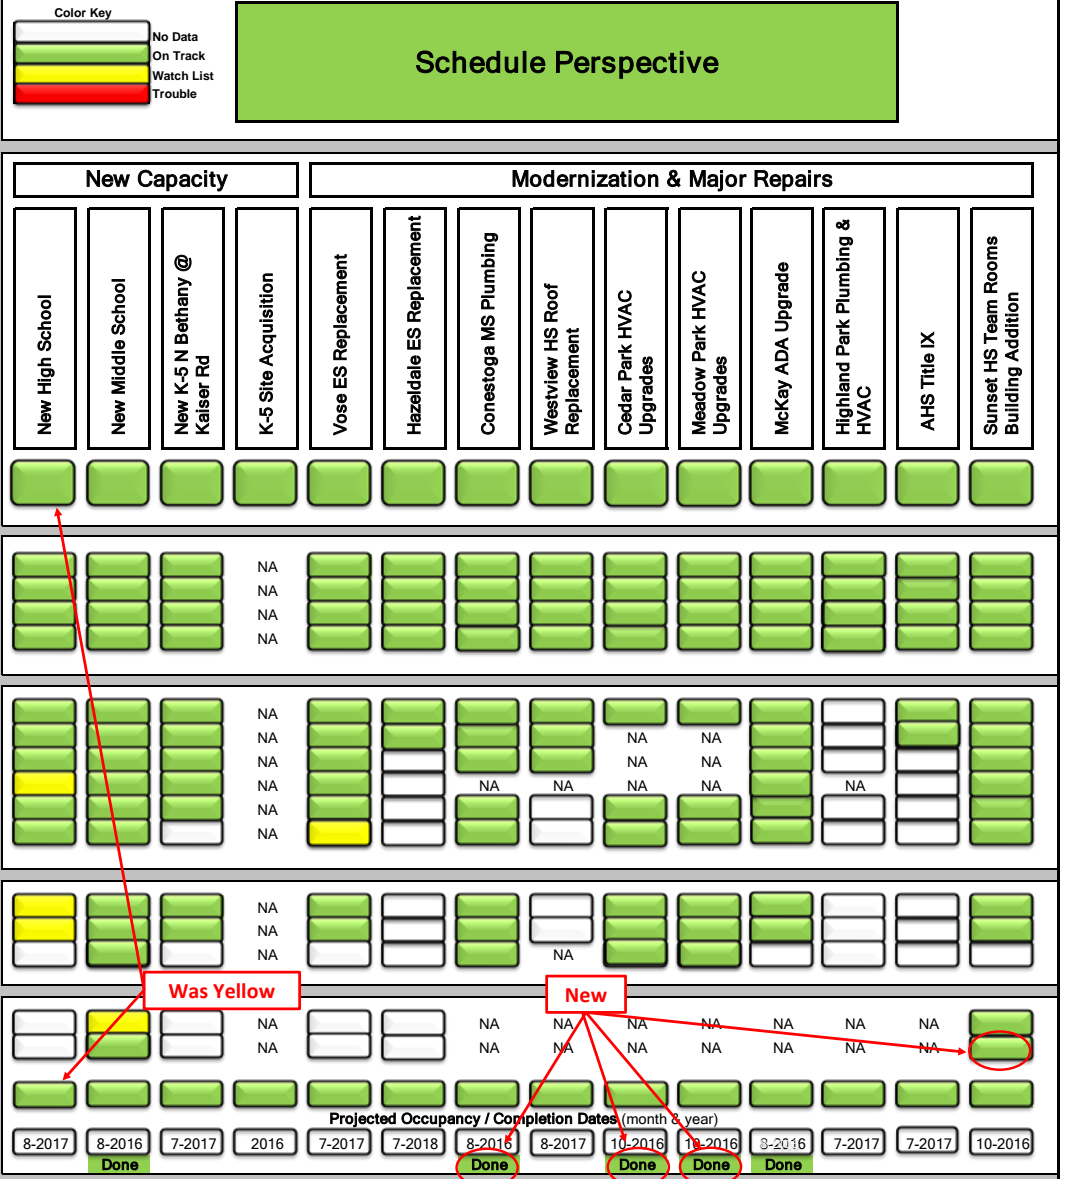 Color Key
No Data
On Track
Watch List
Trouble
Schedule Perspective
New Capacity
Modernization & Major Repairs
New High School
New Middle School
New K-5 N Bethany @
Kaiser Rd
K-5 Site Acquisition
Vose ES Replacement
Hazeldale ES Replacement
Conestoga MS Plumbing
Westview HS Roof
Replacement
Cedar Park HVAC
Upgrades
Meadow Park HVAC
Upgrades
McKay ADA Upgrade
Highland Park Plumbing &
HVAC
AHS Title IX
Sunset HS Team Rooms
Building Addition
NA
NA
NA
NA
NA
NA NA NA
NA NA NA
NA NA NA NA NA NA
NA
NA
NA
NA
NA NA
Was Yellow
New
NA NA NA NA NA NA NA NA
NA NA NA NA NA NA NA NA
Projected Occupancy / Completion Dates (month & year)
8-2017 8-2016 7-2017 2016 7-2017 7-2018 8-2016 8-2017 10-2016 10-2016 8-2016 7-2017 7-2017 10-2016
Done Done Done Done Done